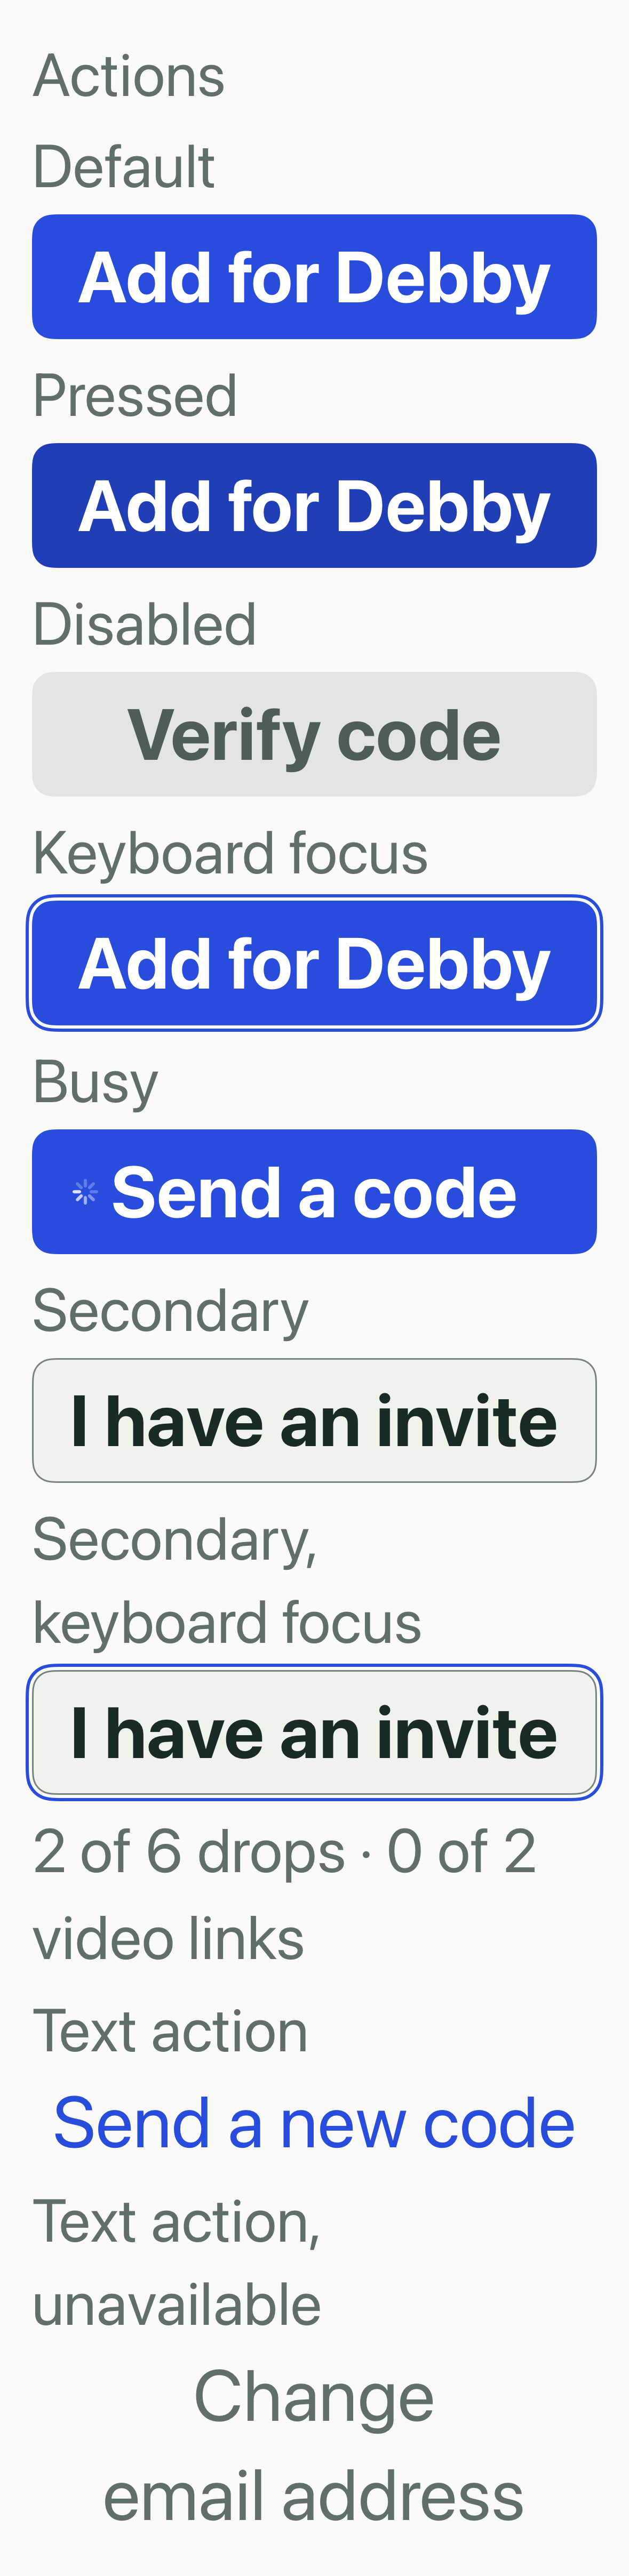 Actions
Default
Add for Debby
Pressed
Add for Debby
Disabled
Verify code
Keyboard focus
Add for Debby
Busy
Send a code
Secondary
I have an invite
Secondary,
keyboard focus
I have an invite
2 of 6 drops · 0 of 2
video links
Text action
Send a new code
Text action,
unavailable
Change
email address